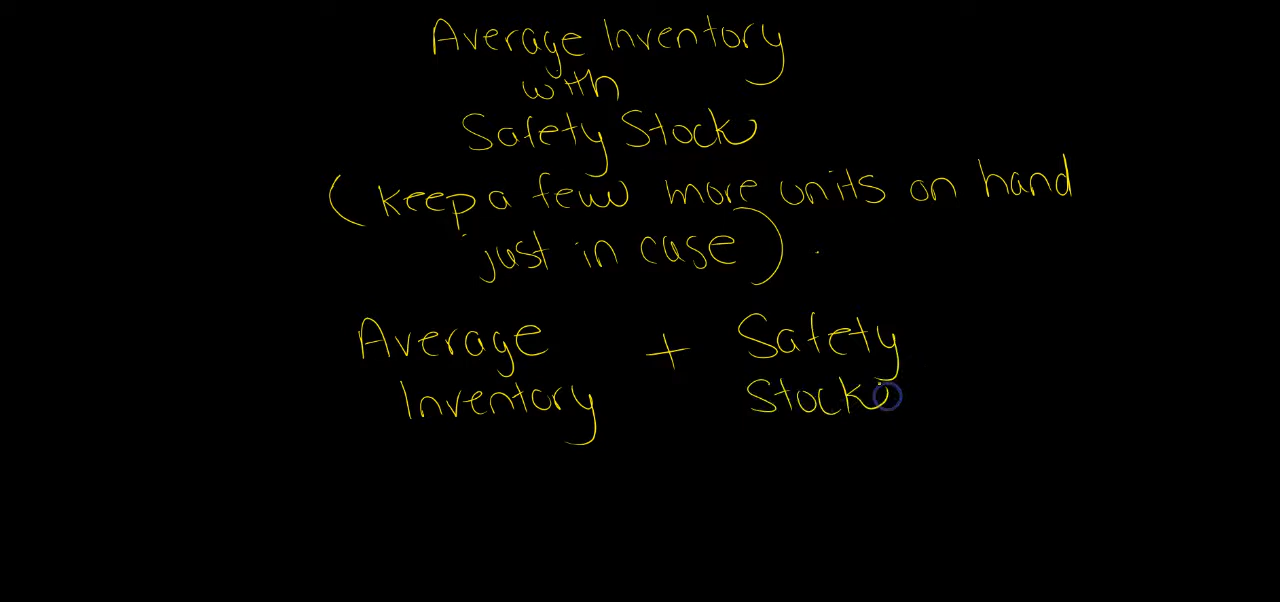 Average Inventory
with
Safety Stock
(keep a few more units on hand
just in case).
Average + Safety
Inventory Stock